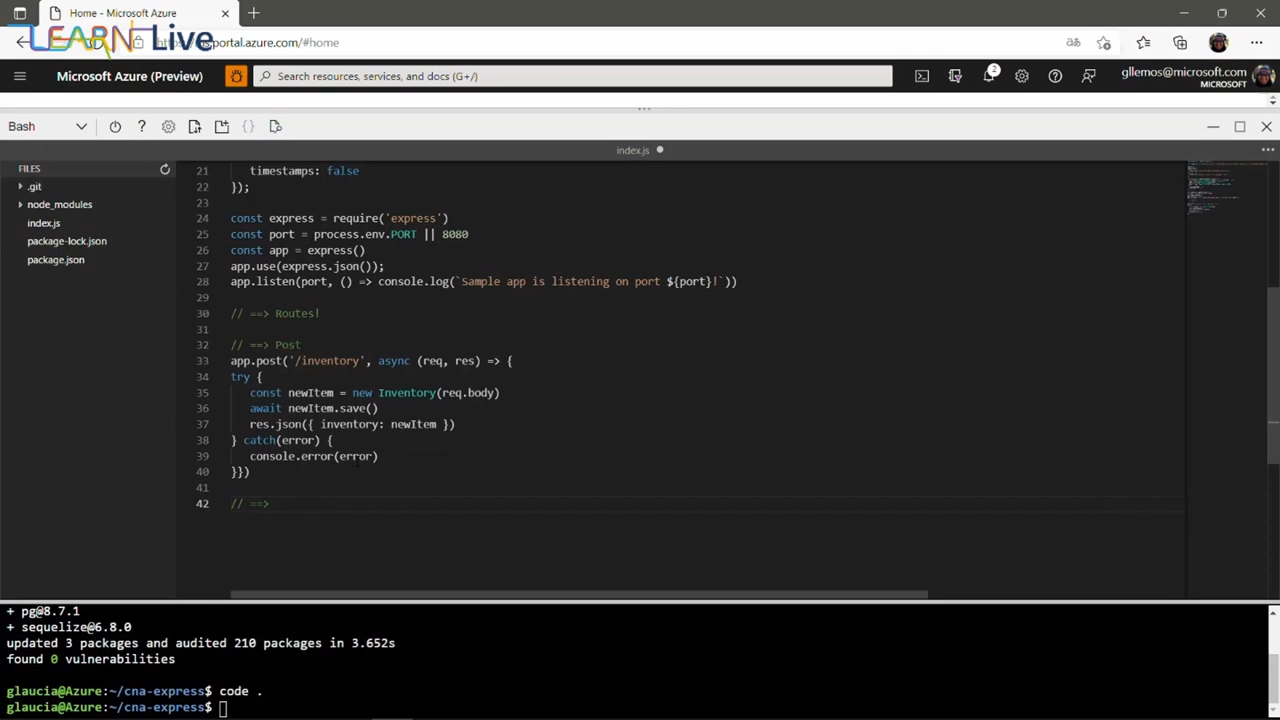 Home - Microsoft Azure
LEARN Live
portal.azure.com/#home
Microsoft Azure (Preview)
Search resources, services, and docs (G+/)
2
gllemos@microsoft.com
MICROSOFT
Bash
index.js
FILES
.git
node_modules
index.js
package-lock.json
package.json
21 timestamps: false
22 });
23
24 const express = require('express')
25 const port = process.env.PORT || 8080
26 const app = express()
27 app.use(express.json());
28 app.listen(port, () => console.log(`Sample app is listening on port ${port}!`))
29
30 // ==> Routes!
31
32 // ==> Post
33 app.post('/inventory', async (req, res) => {
34 try {
35 const newItem = new Inventory(req.body)
36 await newItem.save()
37 res.json({ inventory: newItem })
38 } catch(error) {
39 console.error(error)
40 }})
41
42 // ==>
+ pg@8.7.1
+ sequelize@6.8.0
updated 3 packages and audited 210 packages in 3.652s
found 0 vulnerabilities
glaucia@Azure:~/cna-express$ code .
glaucia@Azure:~/cna-express$